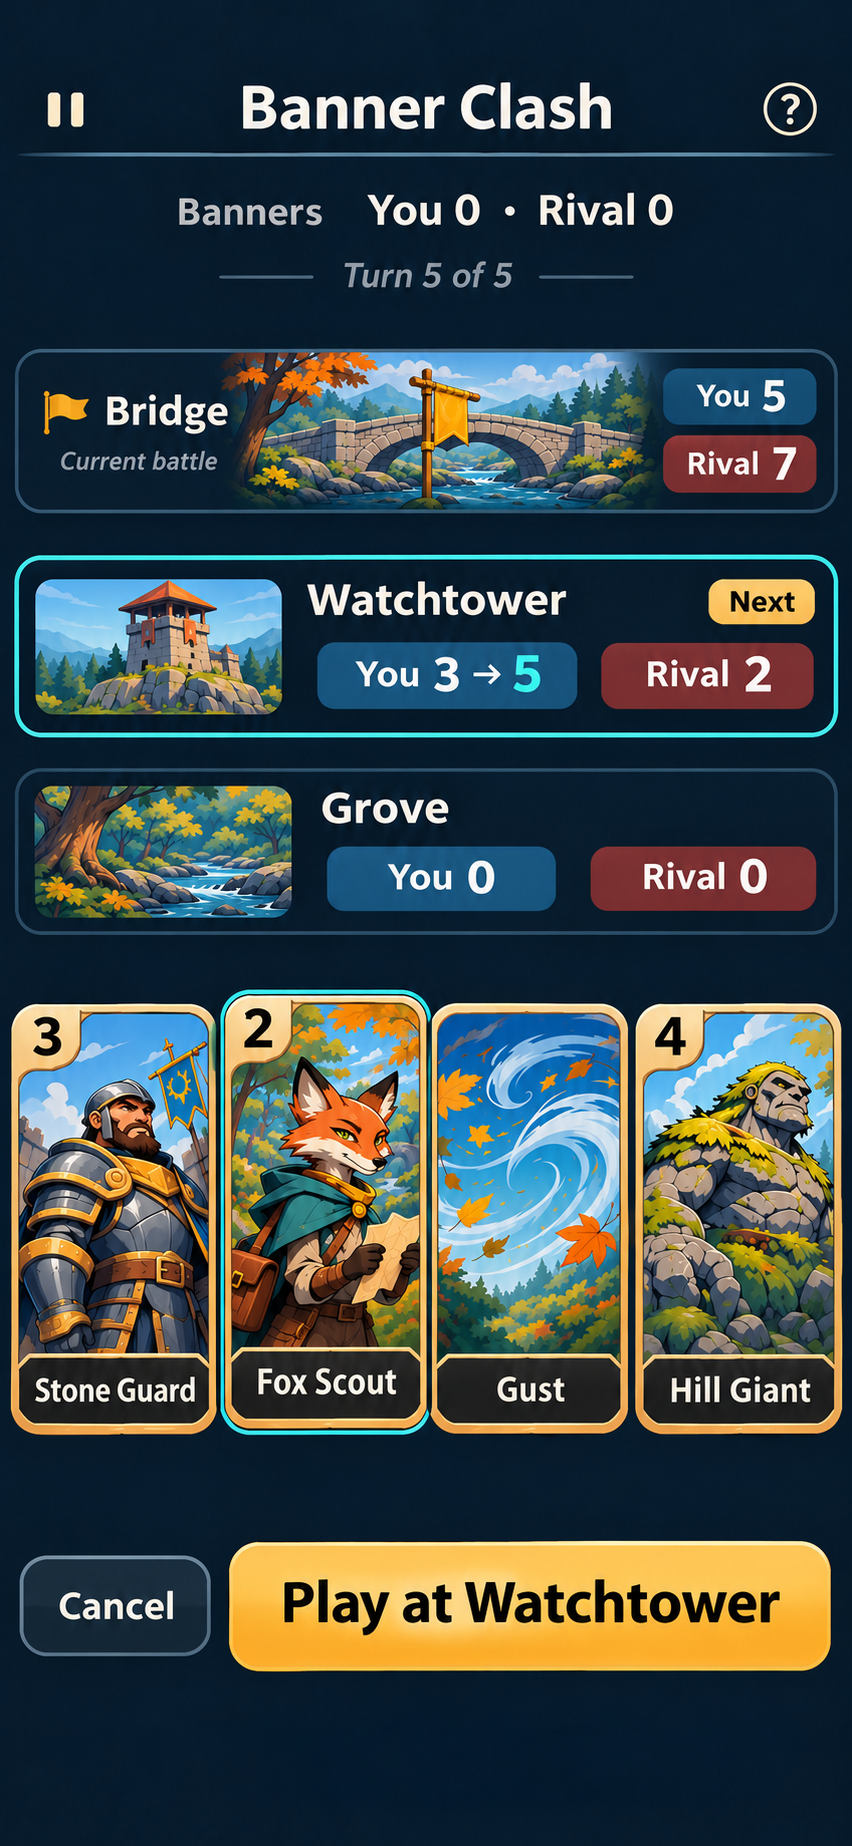 Banner Clash
?
Banners You 0 • Rival 0
Turn 5 of 5
Bridge
Current battle
You 5
Rival 7
Watchtower
Next
You 3 → 5
Rival 2
Grove
You 0
Rival 0
3
Stone Guard
2
Fox Scout
Gust
4
Hill Giant
Cancel
Play at Watchtower